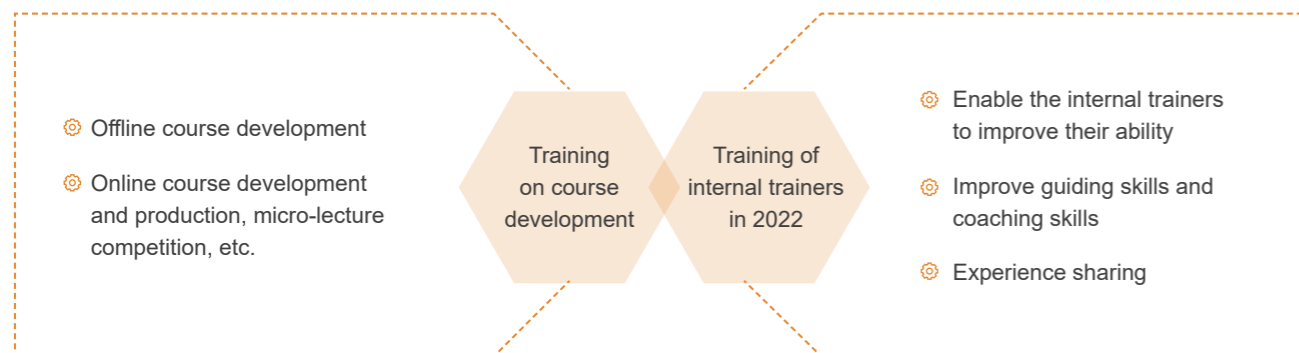 Offline course development
Online course development
and production, micro-lecture
competition, etc.
Training
on course
development
Training of
internal trainers
in 2022
Enable the internal trainers
to improve their ability
Improve guiding skills and
coaching skills
Experience sharing